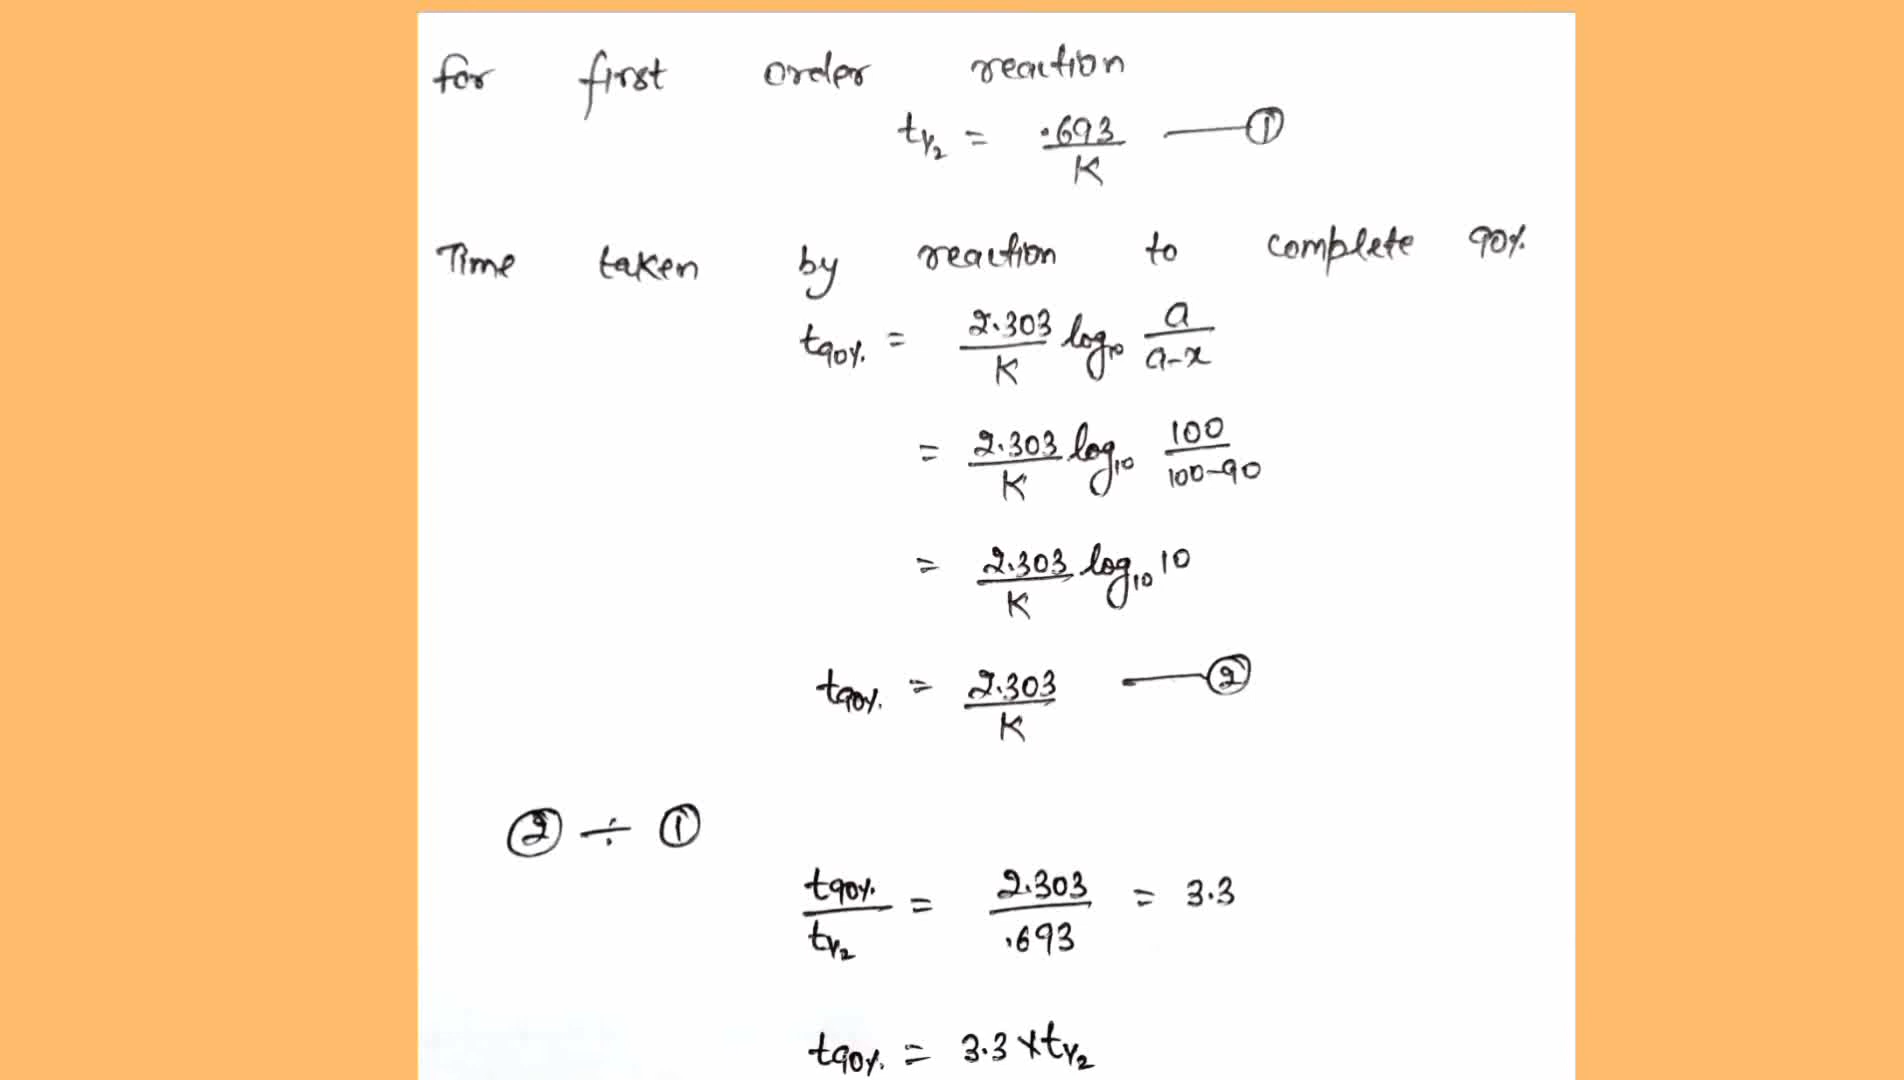 for first order reaction
t1/2 = .693/K —— ①
Time taken by reaction to complete 90%
t90% = 2.303/K log10 a/a-x
= 2.303/K log10 100/100-90
= 2.303/K log10 10
t90% = 2.303/K —— ②
② ÷ ①
t90%/t1/2 = 2.303/.693 = 3.3
t90% = 3.3 × t1/2